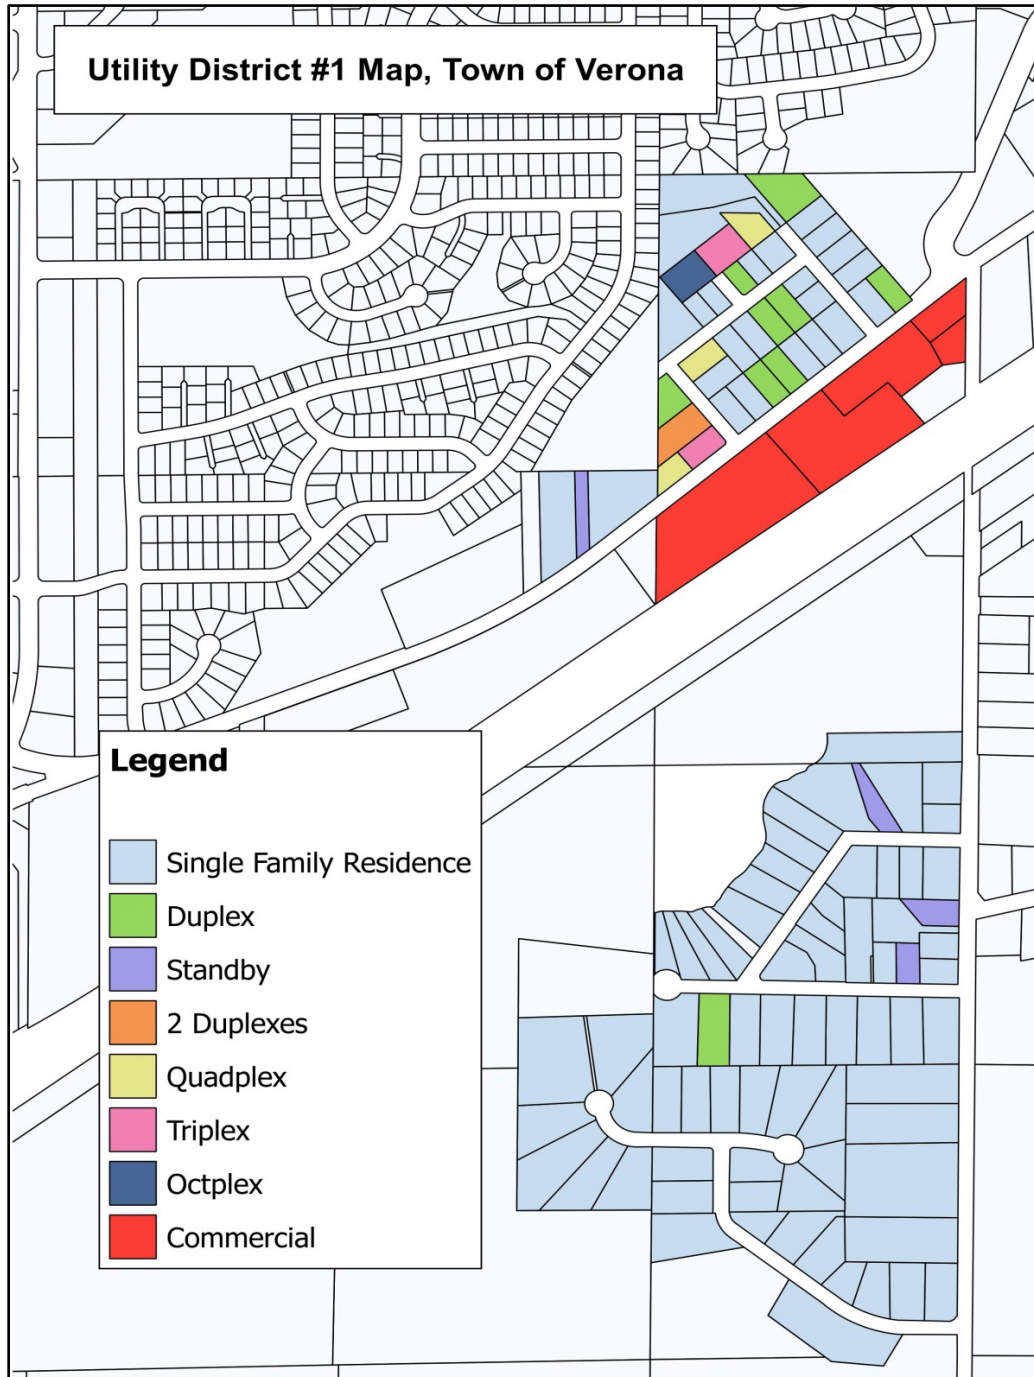 Utility District #1 Map, Town of Verona
Legend
Single Family Residence
Duplex
Standby
2 Duplexes
Quadplex
Triplex
Octplex
Commercial